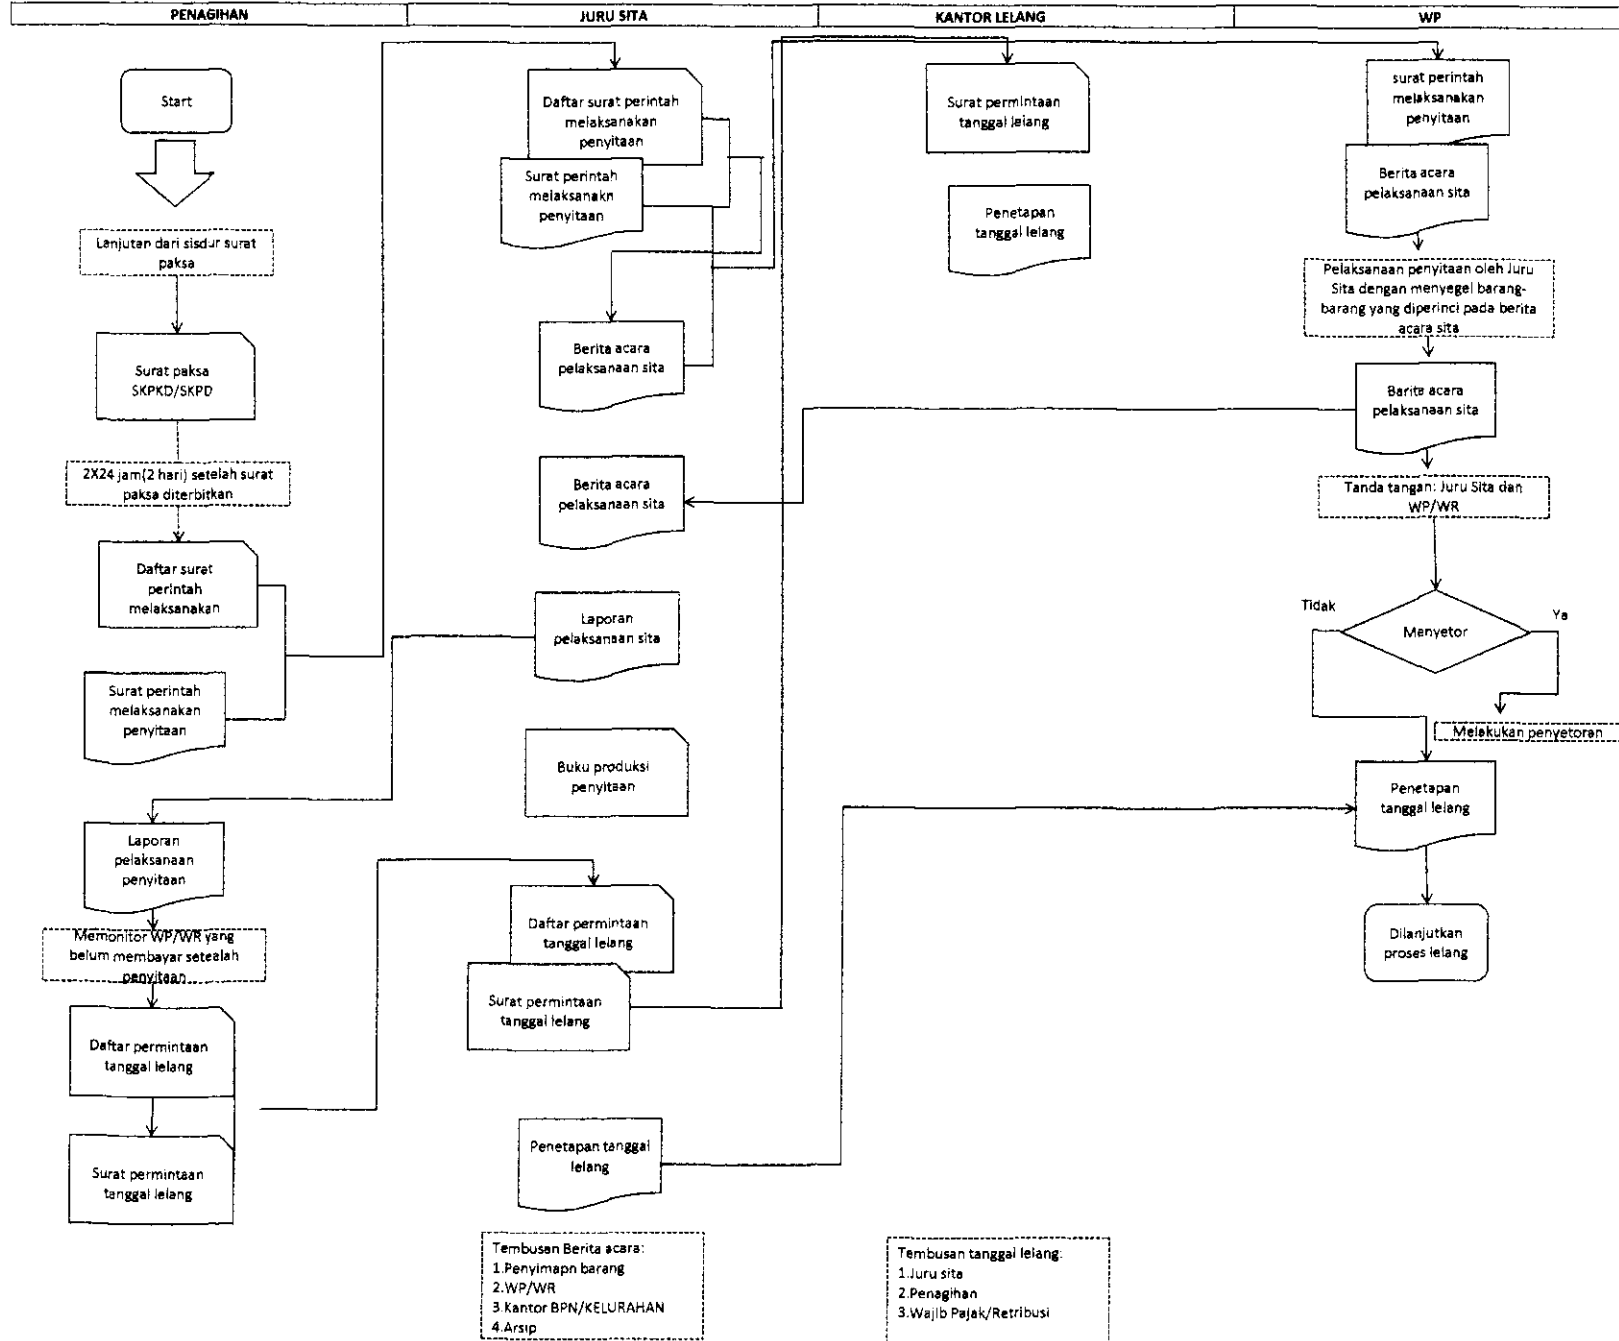 PENAGIHAN
JURU SITA
KANTOR LELANG
WP
Start
Lanjutan dari sisdur surat
paksa
Surat paksa
SKPKD/SKPD
2X24 jam(2 hari) setelah surat
paksa diterbitkan
Daftar surat
perintah
melaksanakan
Surat perintah
melaksanakan
penyitaan
Laporan
pelaksanaan
penyitaan
Memonitor WP/WR yang
belum membayar seteelah
penyitaan
Daftar permintaan
tanggal lelang
Surat permintaan
tanggal lelang
Daftar surat perintah
melaksanakan
penyitaan
Surat perintah
melaksanakn
penyitaan
Berita acara
pelaksanaan sita
Berita acara
pelaksanaan sita
Laporan
pelaksanaan sita
Buku produksi
penyitaan
Daftar permintaan
tanggal lelang
Surat permintaan
tanggal lelang
Penetapan tanggal
lelang
Tembusan Berita acara:
1.Penyimapn barang
2.WP/WR
3.Kantor BPN/KELURAHAN
4.Arsip
Surat permintaan
tanggal lelang
Penetapan
tanggal lelang
Tembusan tanggal lelang:
1.Juru sita
2.Penagihan
3.Wajib Pajak/Retribusi
surat perintah
melaksanakan
penyitaan
Berita acara
pelaksanaan sita
Pelaksanaan penyitaan oleh Juru
Sita dengan menyegel barang-
barang yang diperinci pada berita
acara sita
Barita acara
pelaksanaan sita
Tanda tangan: Juru Sita dan
WP/WR
Tidak
Menyetor
Ya
Melakukan penyetoran
Penetapan
tanggal lelang
Dilanjutkan
proses lelang